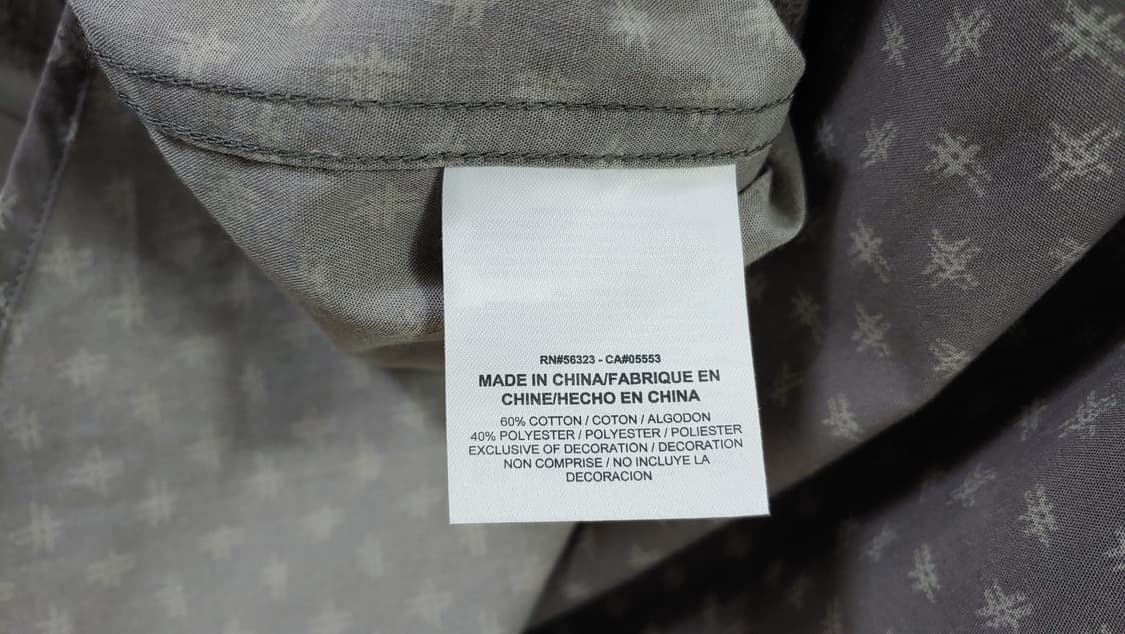 RN#56323 - CA#05553
MADE IN CHINA/FABRIQUE EN
CHINE/HECHO EN CHINA
60% COTTON / COTON / ALGODON
40% POLYESTER / POLYESTER / POLIESTER
EXCLUSIVE OF DECORATION / DECORATION
NON COMPRISE / NO INCLUYE LA
DECORACION